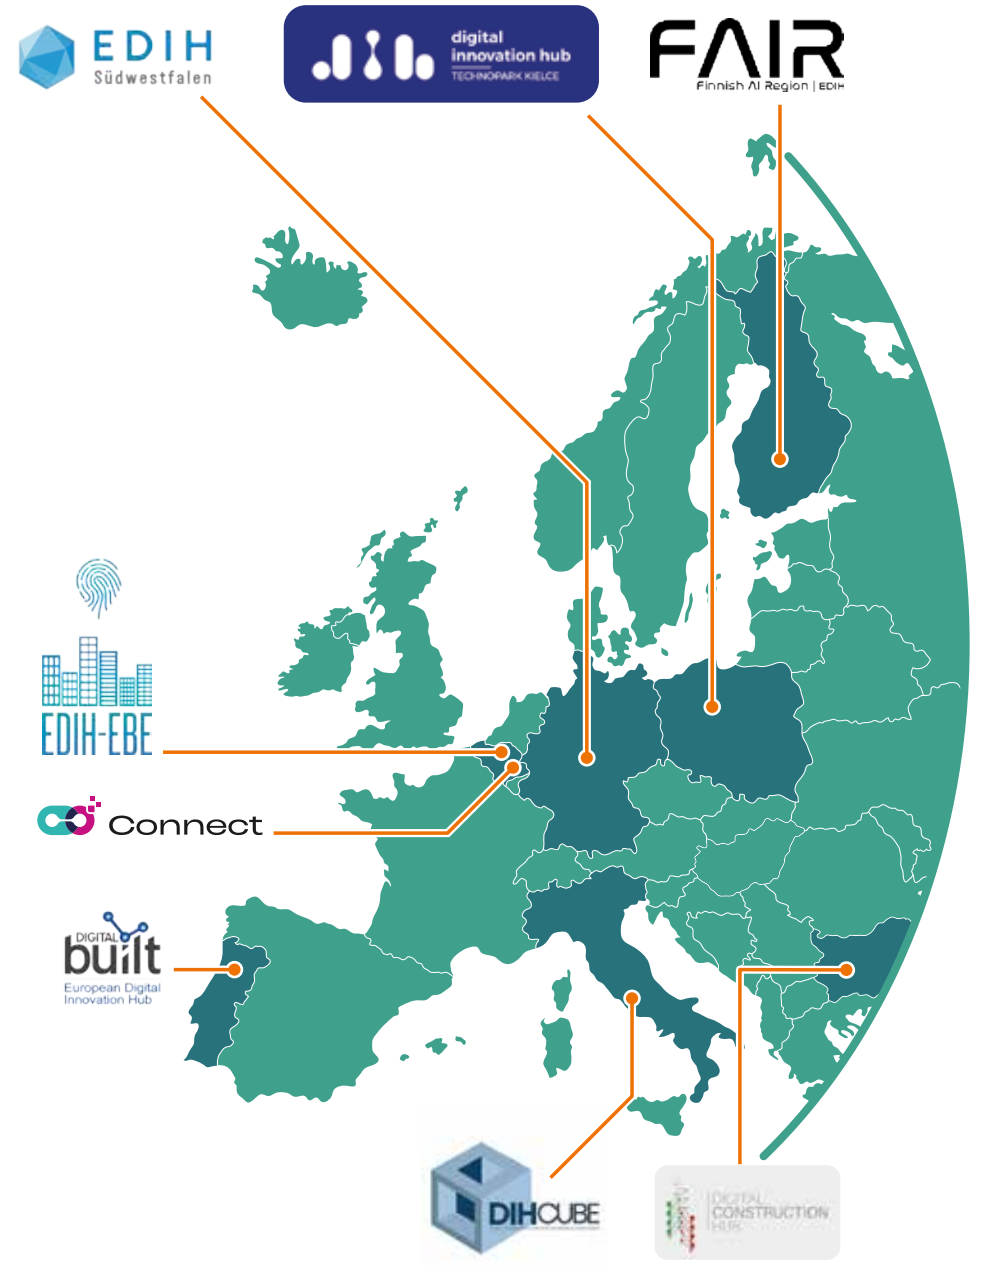 EDIH
Südwestfalen
digital
innovation hub
TECHNOPARK KIELCE
FAIR
Finnish AI Region | EDIH
EDIH-EBE
Connect
DIGITAL
built
European Digital
Innovation Hub
DIHCUBE
DIGITAL
CONSTRUCTION
HUB